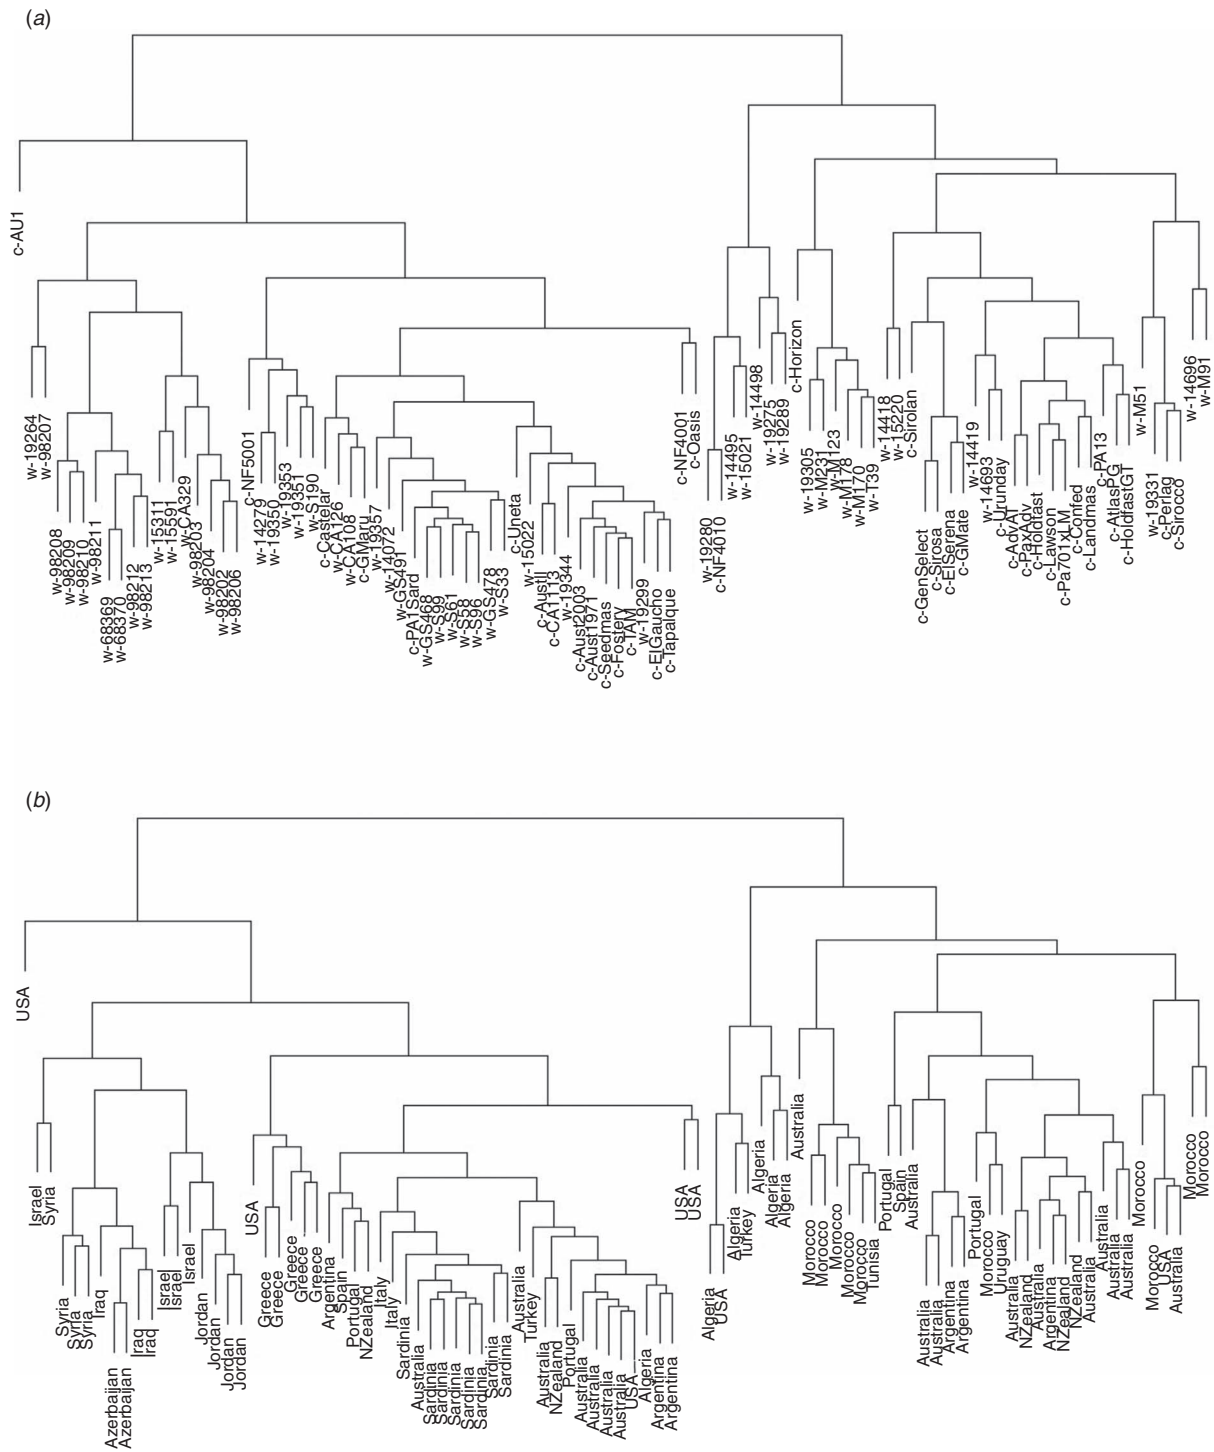 (a)
c-AU1
w-19264
w-98207
w-98208
w-98209
w-98210
w-98211
w-68369
w-68370
w-98212
w-98213
w-15311
w-15591
w-CA329
w-98203
w-98204
w-98202
w-98206
c-NF5001
w-14279
w-19350
w-19353
w-19351
w-S190
c-Castelar
w-CA126
w-CA108
c-GMaru
w-19357
w-14072
w-GS491
c-PA1Sard
w-GS468
w-S99
w-S61
w-S58
w-S96
w-GS478
w-S33
c-Uneta
w-15022
c-AustII
c-CA1113
w-19344
c-Aust2003
c-Aust1971
c-Seedmas
c-Fostery
c-TAM
w-19299
c-ElGaucho
c-Tapalque
c-NF4001
c-Oasis
w-19280
c-NF4010
w-14495
w-15021
w-14498
w-19275
w-19289
c-Horizon
w-19305
w-M231
w-M123
w-M178
w-M170
w-T39
w-14418
w-15220
c-Sirolan
c-GenSelect
c-Sirosa
c-ElSerena
c-GMate
w-14419
w-14693
c-Urunday
c-AdvAT
c-PaxAdv
c-Holdfast
c-Lawson
c-Pa701xLM
c-Confed
c-Landmas
c-PA13
c-AtlasPG
c-HoldfastGT
w-M51
w-19331
c-Perlag
c-Sirocco
w-14696
w-M91
(b)
USA
Israel
Syria
Syria
Syria
Syria
Iraq
Azerbaijan
Azerbaijan
Iraq
Iraq
Israel
Israel
Israel
Jordan
Jordan
Jordan
Jordan
USA
Greece
Greece
Greece
Greece
Greece
Argentina
Spain
Portugal
NZealand
Italy
Italy
Sardinia
Australia
Sardinia
Sardinia
Sardinia
Sardinia
Sardinia
Sardinia
Sardinia
Australia
Turkey
Australia
NZealand
Portugal
Australia
Australia
Australia
Australia
USA
Algeria
Argentina
Argentina
USA
USA
Algeria
USA
Algeria
Turkey
Algeria
Algeria
Algeria
Australia
Morocco
Morocco
Morocco
Morocco
Morocco
Tunisia
Portugal
Spain
Australia
Australia
Australia
Argentina
Argentina
Portugal
Morocco
Uruguay
Australia
NZealand
Australia
Argentina
NZealand
NZealand
Australia
Australia
Australia
Australia
Morocco
Morocco
USA
Australia
Morocco
Morocco